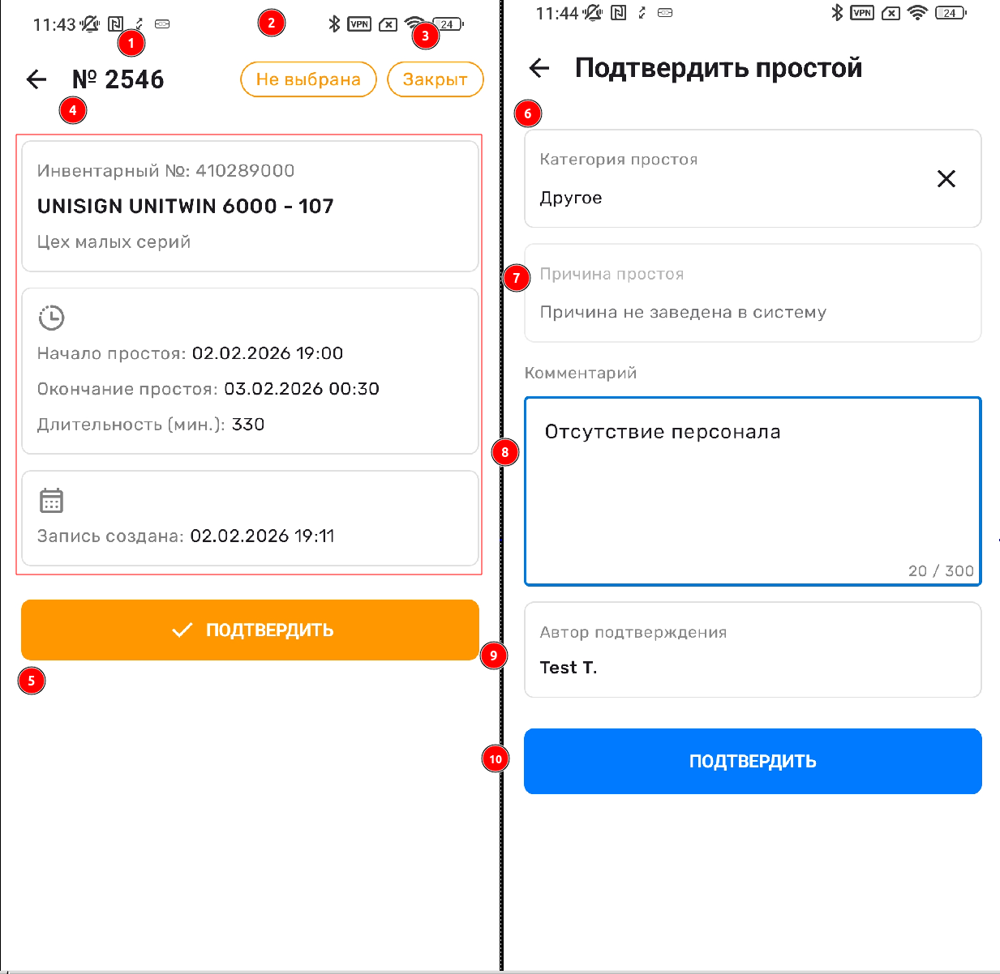 11:43
VPN
24
1
2
3
№ 2546
Не выбрана
Закрыт
4
Инвентарный №: 410289000
UNISIGN UNITWIN 6000 - 107
Цех малых серий
Начало простоя: 02.02.2026 19:00
Окончание простоя: 03.02.2026 00:30
Длительность (мин.): 330
Запись создана: 02.02.2026 19:11
ПОДТВЕРДИТЬ
5
11:44
VPN
24
Подтвердить простой
6
Категория простоя
Другое
7
Причина простоя
Причина не заведена в систему
Комментарий
Отсутствие персонала
8
20 / 300
Автор подтверждения
9
Test T.
10
ПОДТВЕРДИТЬ